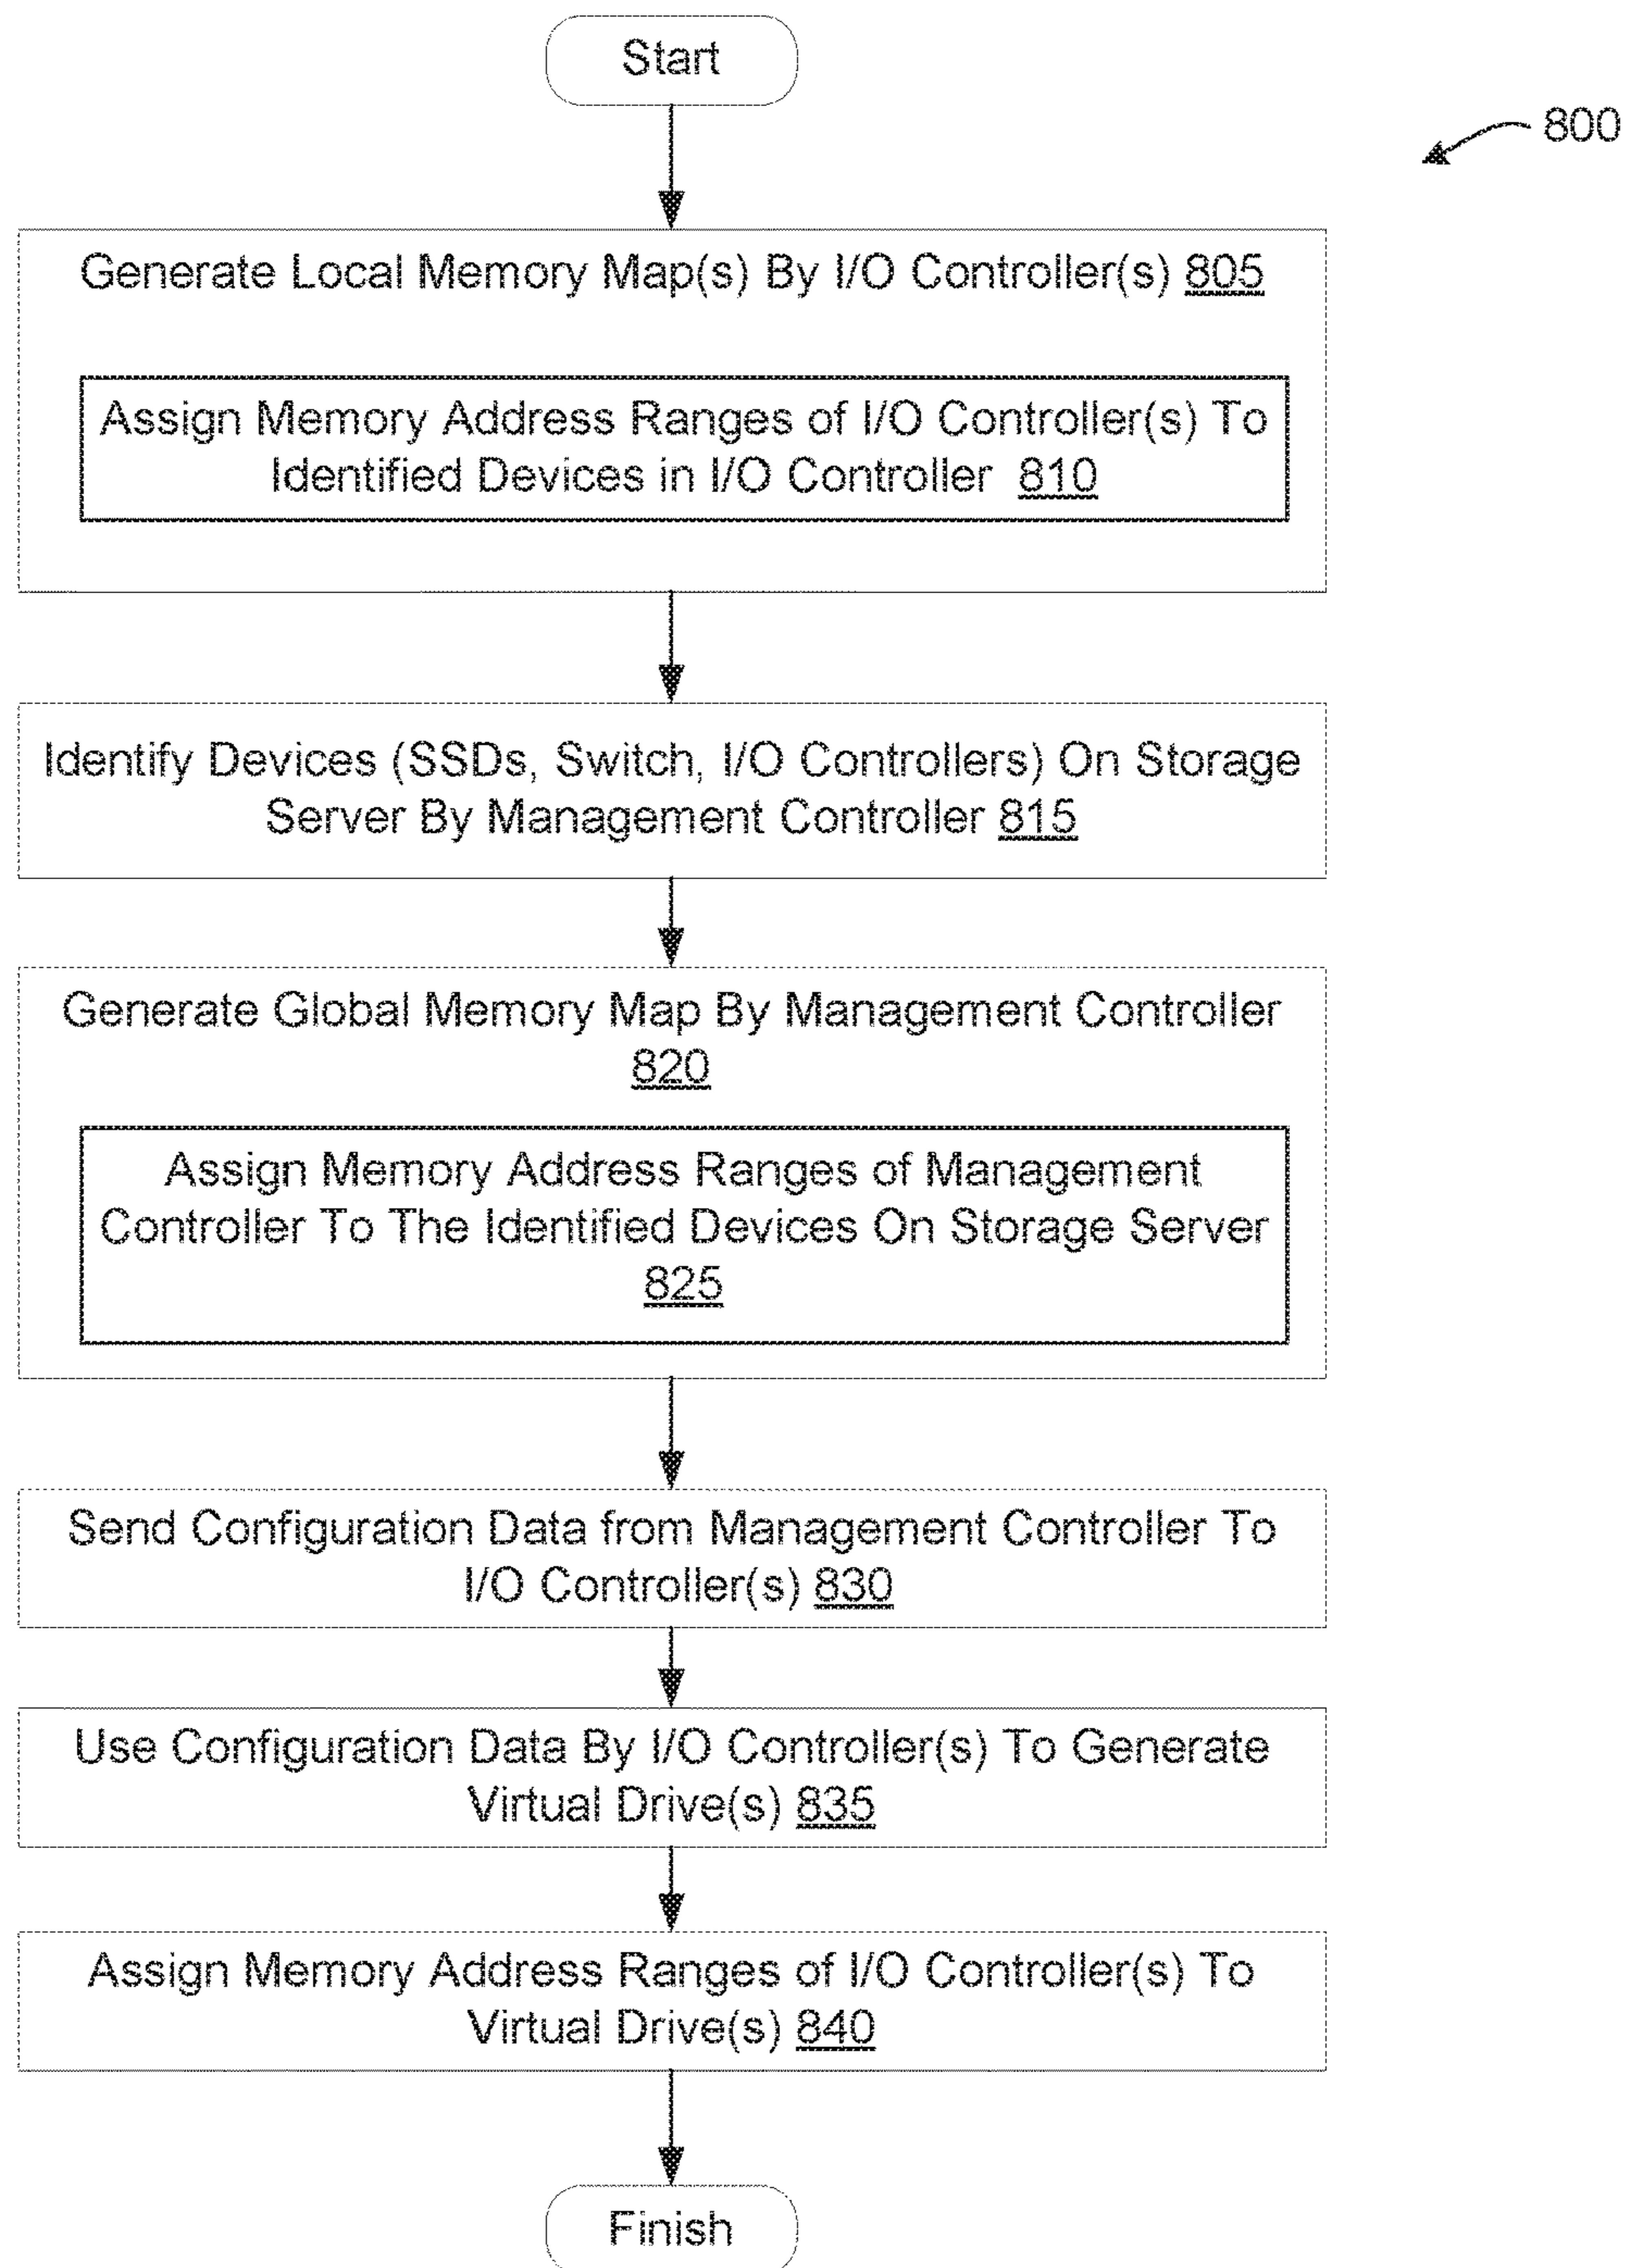 Start
800
Generate Local Memory Map(s) By I/O Controller(s) 805
Assign Memory Address Ranges of I/O Controller(s) To
Identified Devices in I/O Controller 810
Identify Devices (SSDs, Switch, I/O Controllers) On Storage
Server By Management Controller 815
Generate Global Memory Map By Management Controller
820
Assign Memory Address Ranges of Management
Controller To The Identified Devices On Storage Server
825
Send Configuration Data from Management Controller To
I/O Controller(s) 830
Use Configuration Data By I/O Controller(s) To Generate
Virtual Drive(s) 835
Assign Memory Address Ranges of I/O Controller(s) To
Virtual Drive(s) 840
Finish